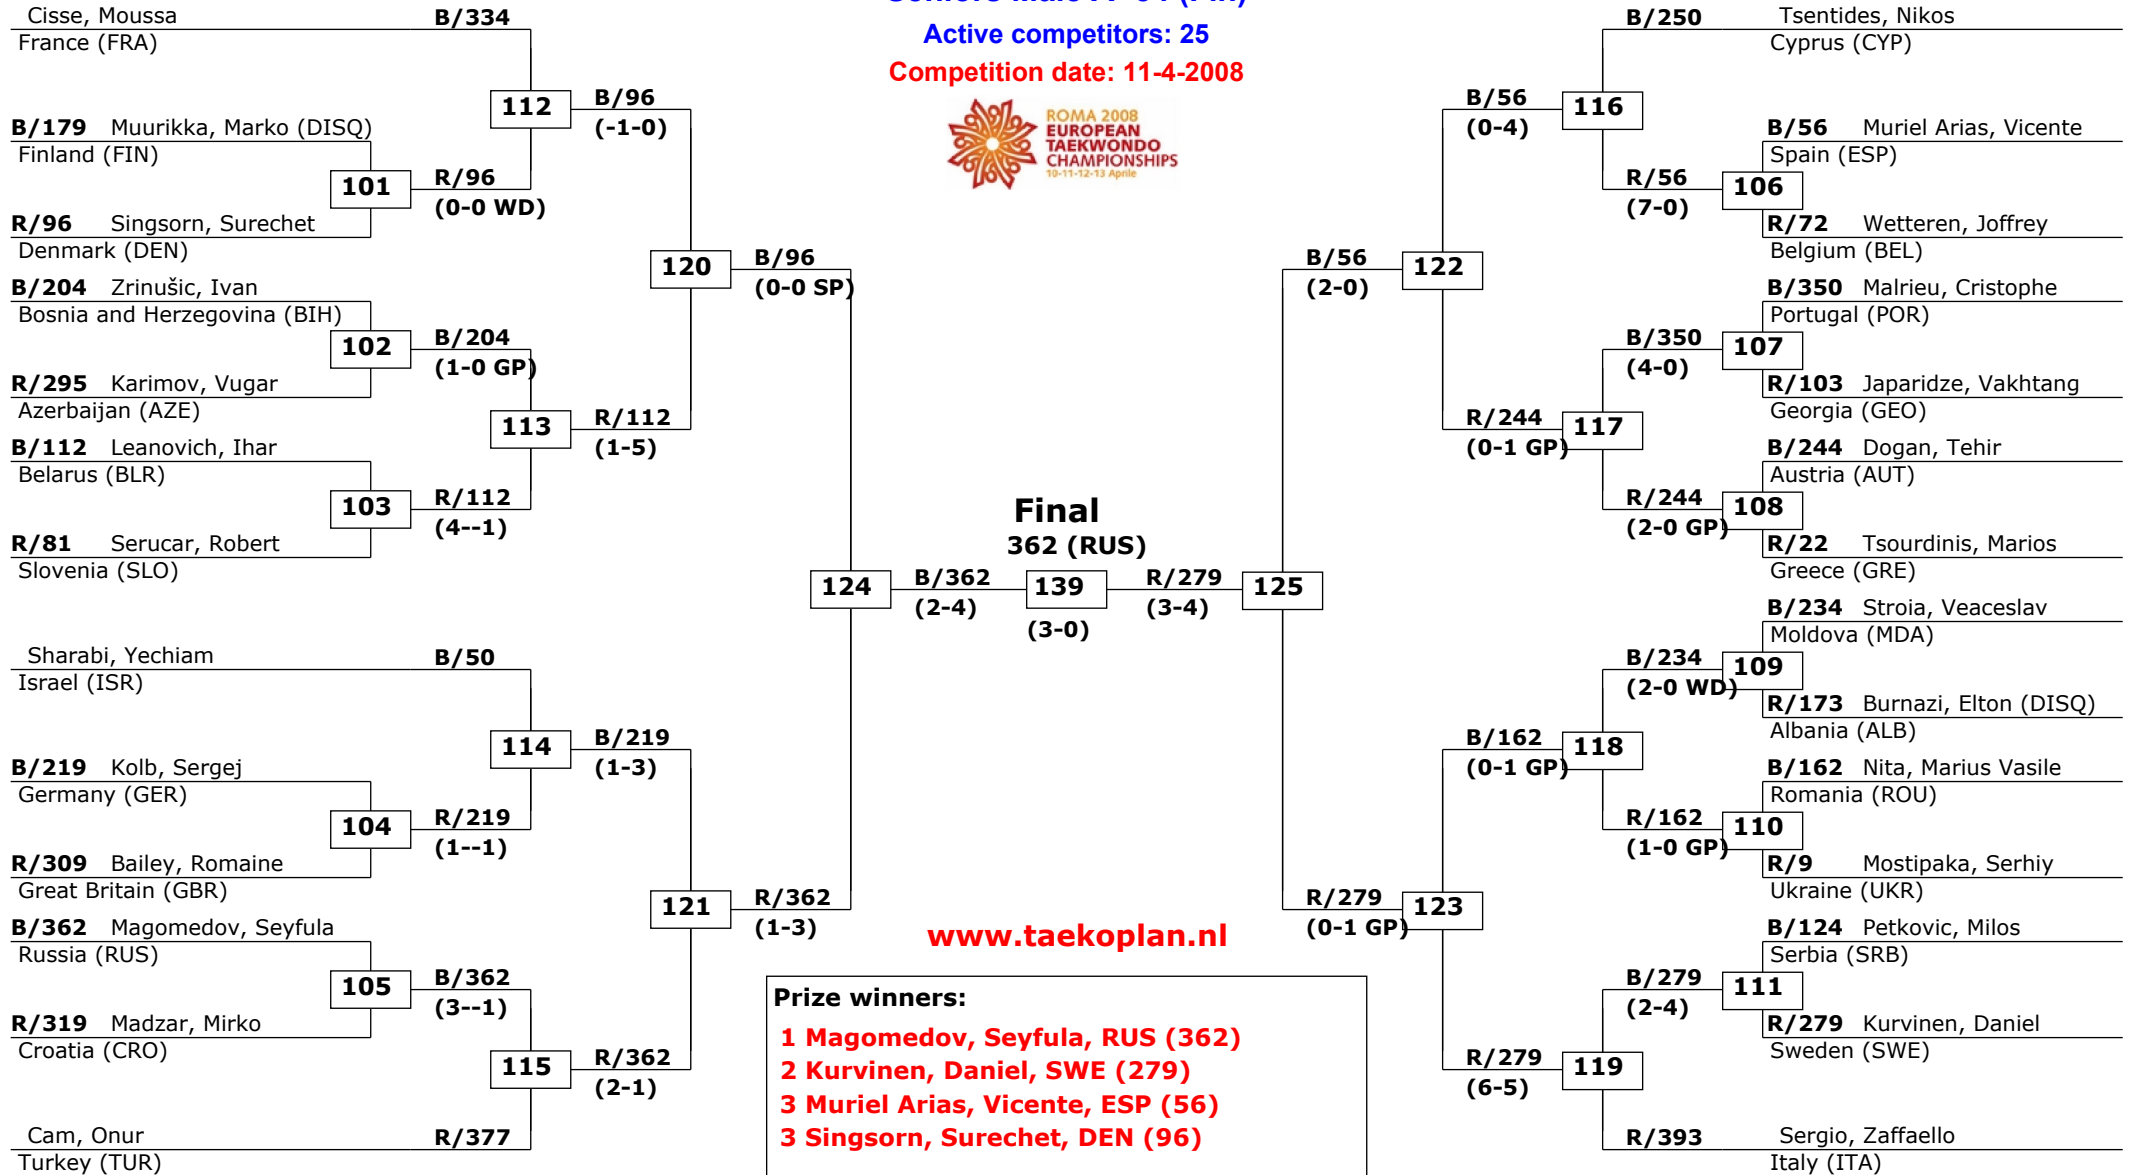 Active competitors: 25
Competition date: 11-4-2008
ROMA 2008
EUROPEAN
TAEKWONDO
CHAMPIONSHIPS
10-11-12-13 Aprile
Cisse, Moussa B/334
France (FRA)
B/179 Muurikka, Marko (DISQ)
Finland (FIN)
101
R/96
(0-0 WD)
R/96 Singsorn, Surechet
Denmark (DEN)
112
B/96
(-1-0)
B/204 Zrinušic, Ivan
Bosnia and Herzegovina (BIH)
102
B/204
(1-0 GP)
R/295 Karimov, Vugar
Azerbaijan (AZE)
113
R/112
(1-5)
B/112 Leanovich, Ihar
Belarus (BLR)
103
R/112
(4--1)
R/81 Serucar, Robert
Slovenia (SLO)
120
B/96
(0-0 SP)
Sharabi, Yechiam B/50
Israel (ISR)
114
B/219
(1-3)
B/219 Kolb, Sergej
Germany (GER)
104
R/219
(1--1)
R/309 Bailey, Romaine
Great Britain (GBR)
121
R/362
(1-3)
B/362 Magomedov, Seyfula
Russia (RUS)
105
B/362
(3--1)
R/319 Madzar, Mirko
Croatia (CRO)
115
R/362
(2-1)
Cam, Onur R/377
Turkey (TUR)
Final
362 (RUS)
124
B/362
(2-4)
139
(3-0)
R/279
(3-4)
125
B/250 Tsentides, Nikos
Cyprus (CYP)
B/56
(0-4)
116
B/56 Muriel Arias, Vicente
Spain (ESP)
R/56
(7-0)
106
R/72 Wetteren, Joffrey
Belgium (BEL)
B/56
(2-0)
122
B/350 Malrieu, Cristophe
Portugal (POR)
B/350
(4-0)
107
R/103 Japaridze, Vakhtang
Georgia (GEO)
R/244
(0-1 GP)
117
B/244 Dogan, Tehir
Austria (AUT)
R/244
(2-0 GP)
108
R/22 Tsourdinis, Marios
Greece (GRE)
B/234 Stroia, Veaceslav
Moldova (MDA)
B/234
(2-0 WD)
109
R/173 Burnazi, Elton (DISQ)
Albania (ALB)
B/162
(0-1 GP)
118
B/162 Nita, Marius Vasile
Romania (ROU)
R/162
(1-0 GP)
110
R/9 Mostipaka, Serhiy
Ukraine (UKR)
R/279
(0-1 GP)
123
B/124 Petkovic, Milos
Serbia (SRB)
B/279
(2-4)
111
R/279 Kurvinen, Daniel
Sweden (SWE)
R/279
(6-5)
119
R/393 Sergio, Zaffaello
Italy (ITA)
www.taekoplan.nl
Prize winners:
1 Magomedov, Seyfula, RUS (362)
2 Kurvinen, Daniel, SWE (279)
3 Muriel Arias, Vicente, ESP (56)
3 Singsorn, Surechet, DEN (96)